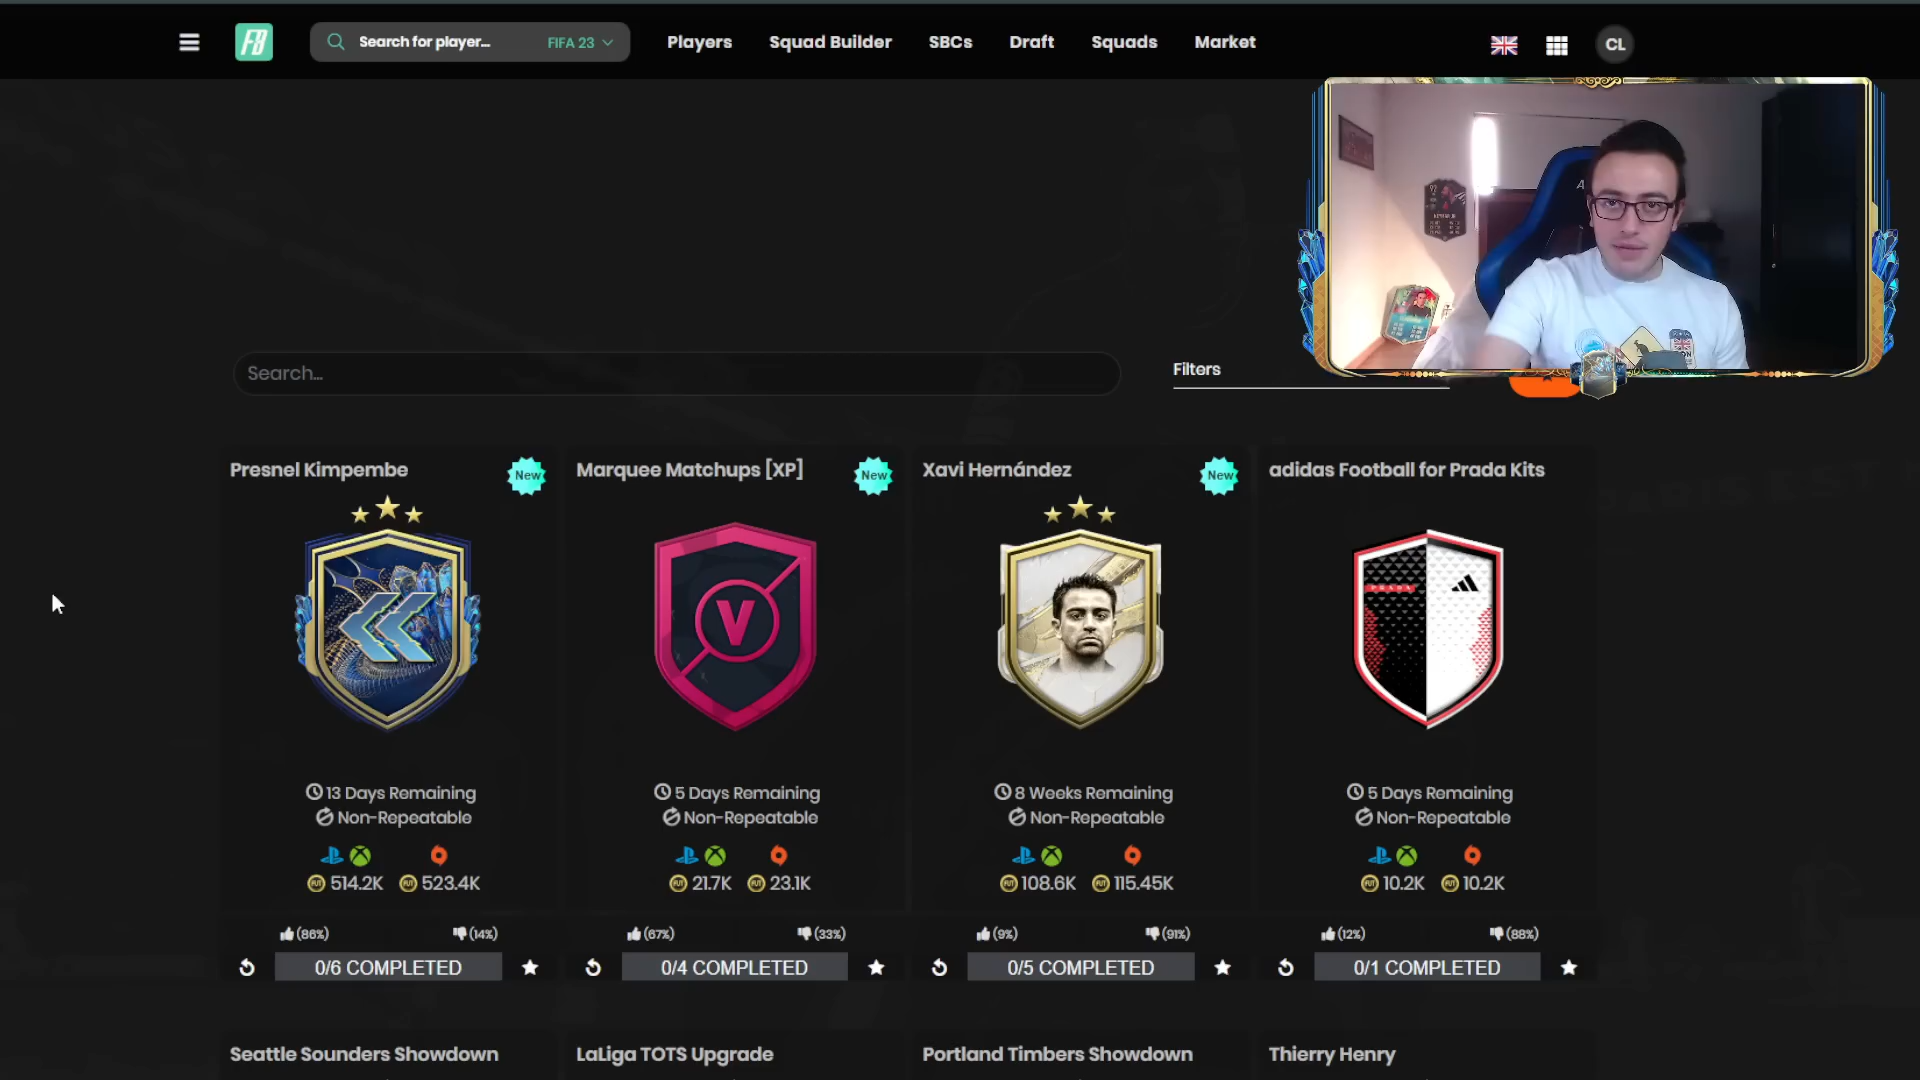 FB
Search for player...
FIFA 23
Players
Squad Builder
SBCs
Draft
Squads
Market
CL
Search...
Filters
Presnel Kimpembe
New
Marquee Matchups [XP]
New
Xavi Hernández
New
adidas Football for Prada Kits
V
PRADA
13 Days Remaining
Non-Repeatable
5 Days Remaining
Non-Repeatable
8 Weeks Remaining
Non-Repeatable
5 Days Remaining
Non-Repeatable
514.2K
523.4K
21.7K
23.1K
108.6K
115.45K
10.2K
10.2K
(86%)
(14%)
(67%)
(33%)
(9%)
(91%)
(12%)
(88%)
0/6 COMPLETED
0/4 COMPLETED
0/5 COMPLETED
0/1 COMPLETED
Seattle Sounders Showdown
LaLiga TOTS Upgrade
Portland Timbers Showdown
Thierry Henry